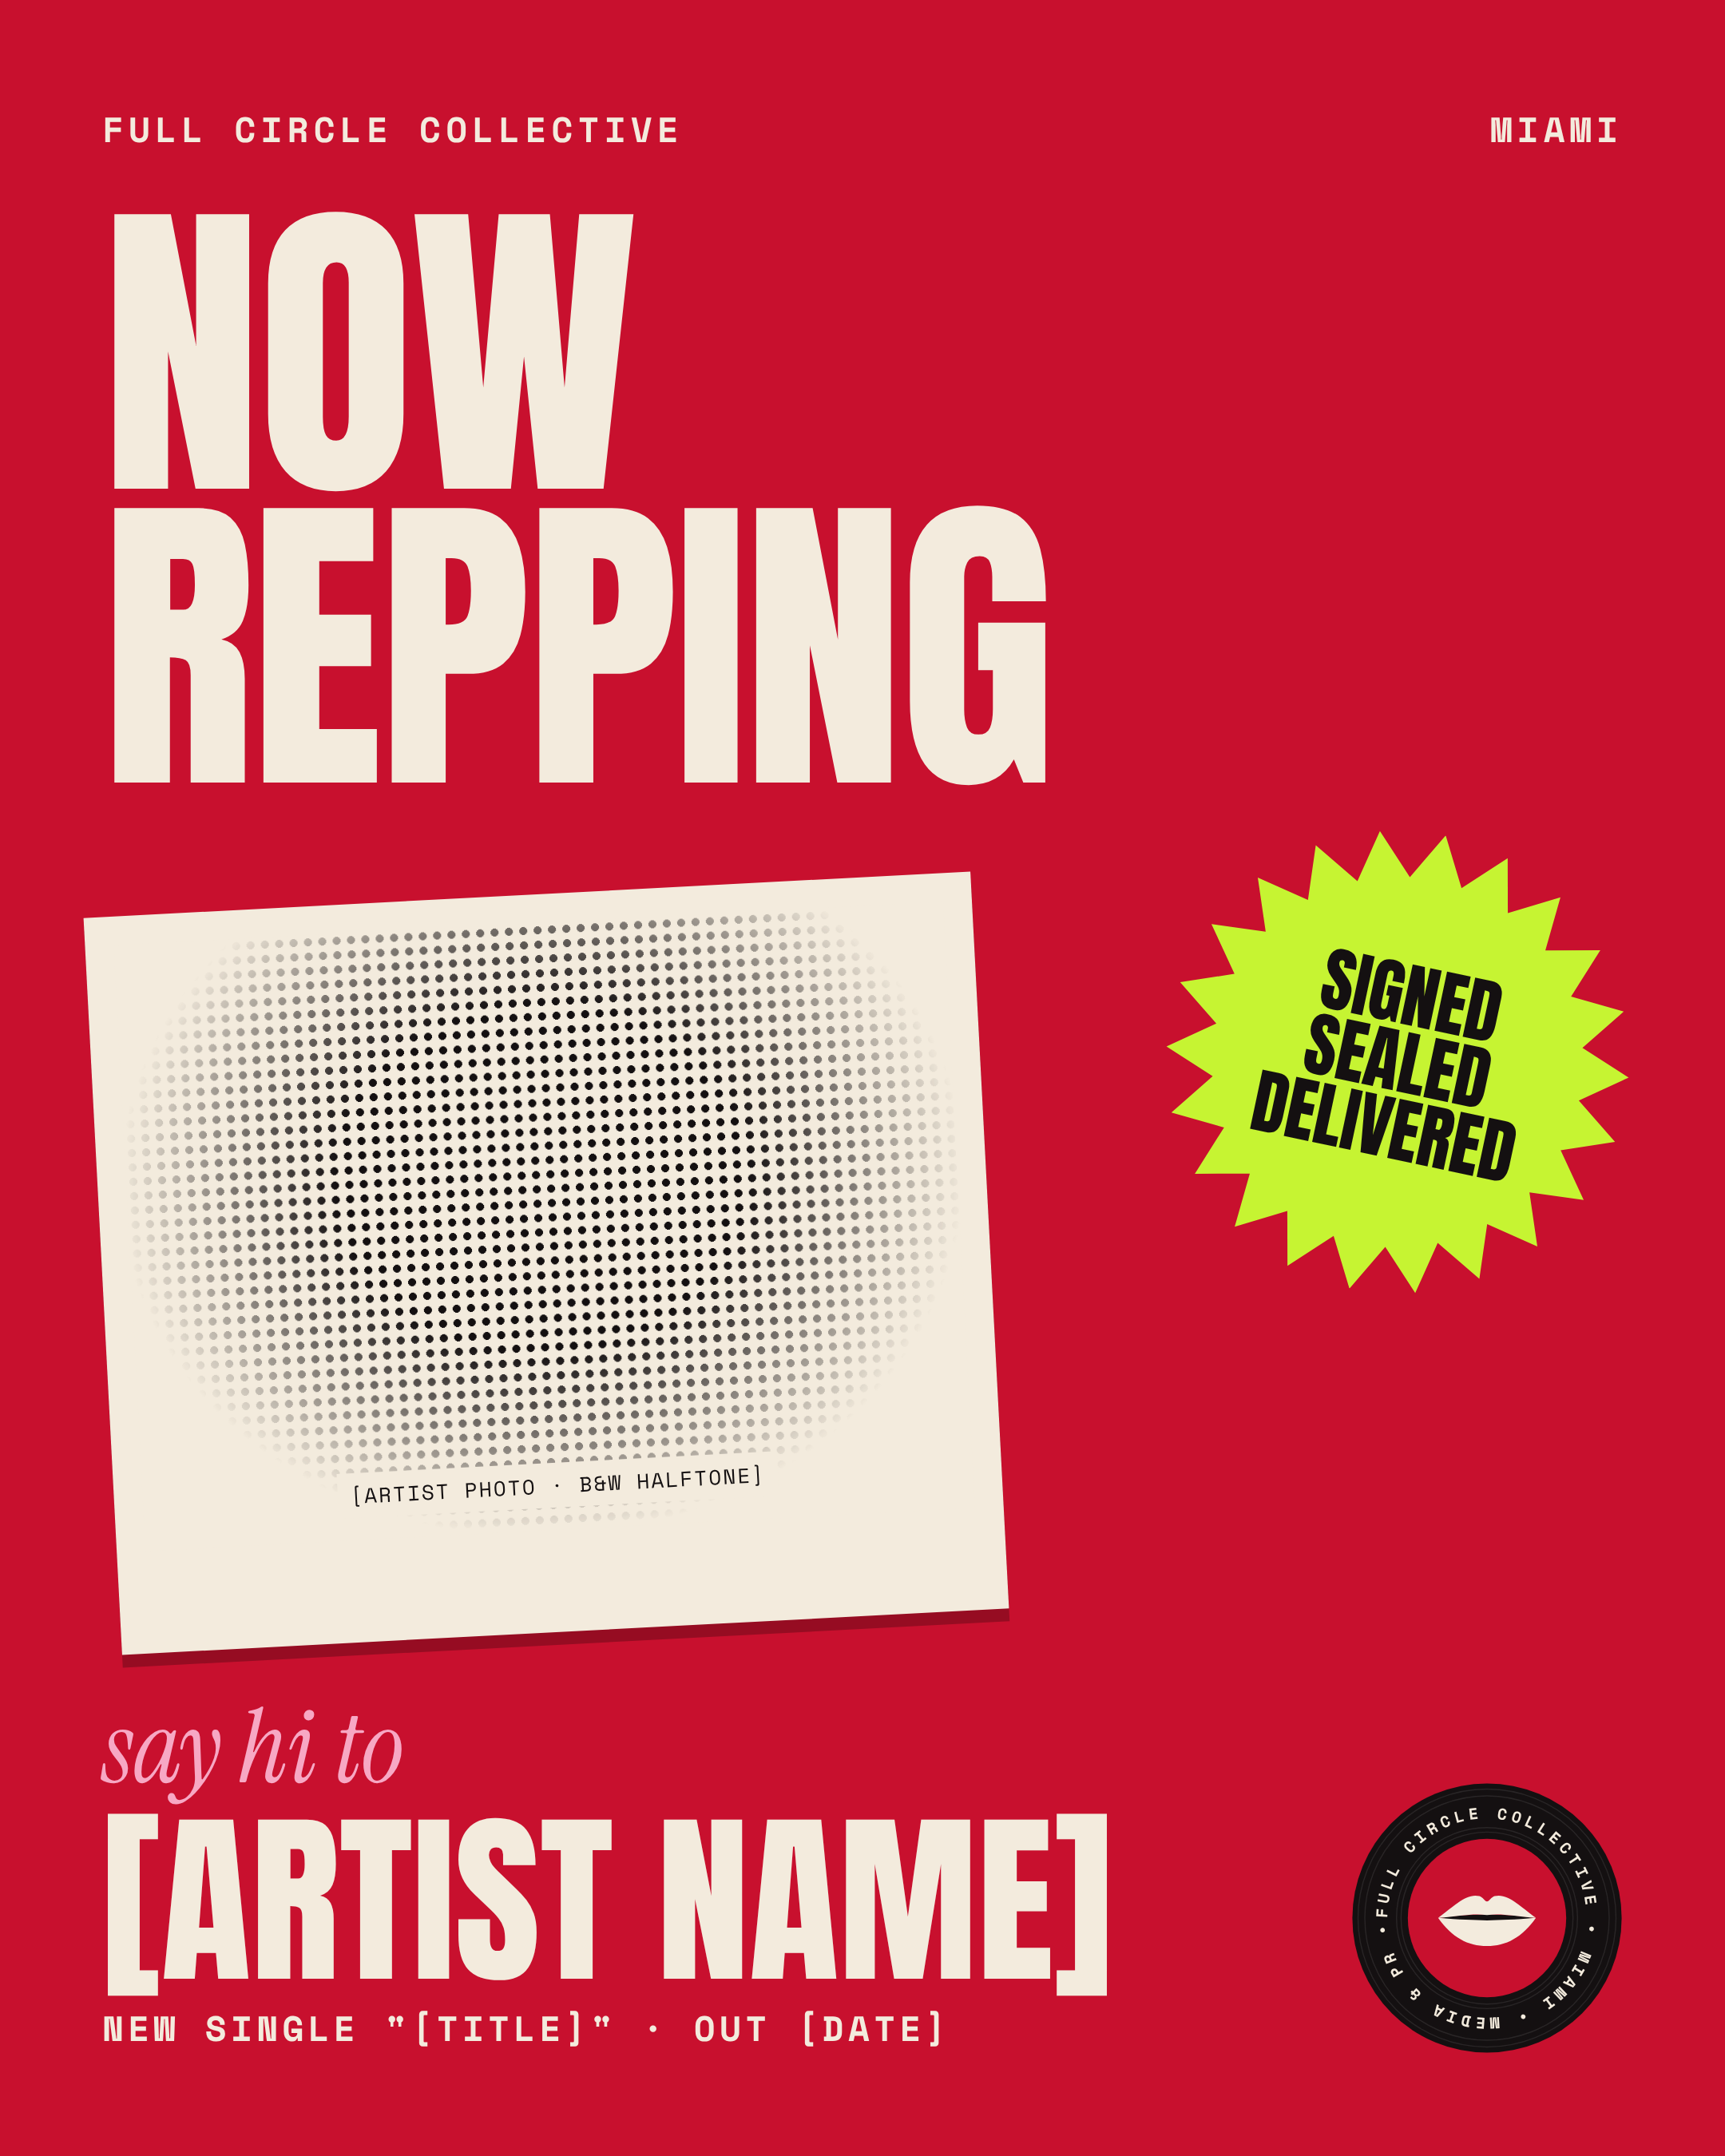 FULL CIRCLE COLLECTIVE
MIAMI
NOW
REPPING
SIGNED
SEALED
DELIVERED
[ARTIST PHOTO · B&W HALFTONE]
say hi to
[ARTIST NAME]
NEW SINGLE "[TITLE]" · OUT [DATE]
FULL CIRCLE COLLECTIVE • MIAMI • MEDIA & PR •